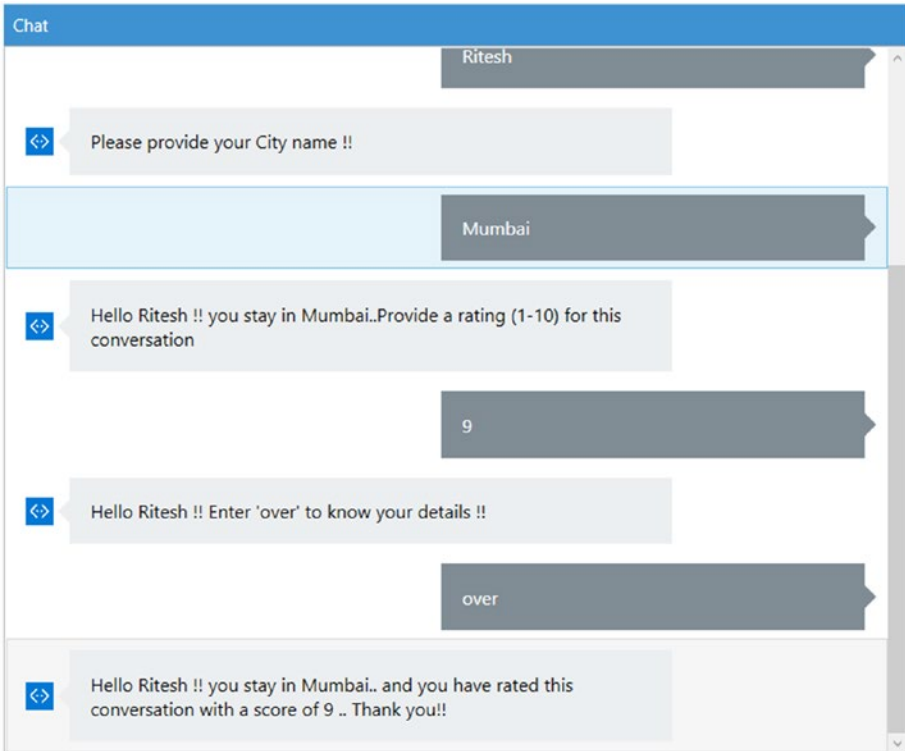 Chat
Ritesh
Please provide your City name !!
Mumbai
Hello Ritesh !! you stay in Mumbai..Provide a rating (1-10) for this
conversation
9
Hello Ritesh !! Enter 'over' to know your details !!
over
Hello Ritesh !! you stay in Mumbai.. and you have rated this
conversation with a score of 9 .. Thank you!!